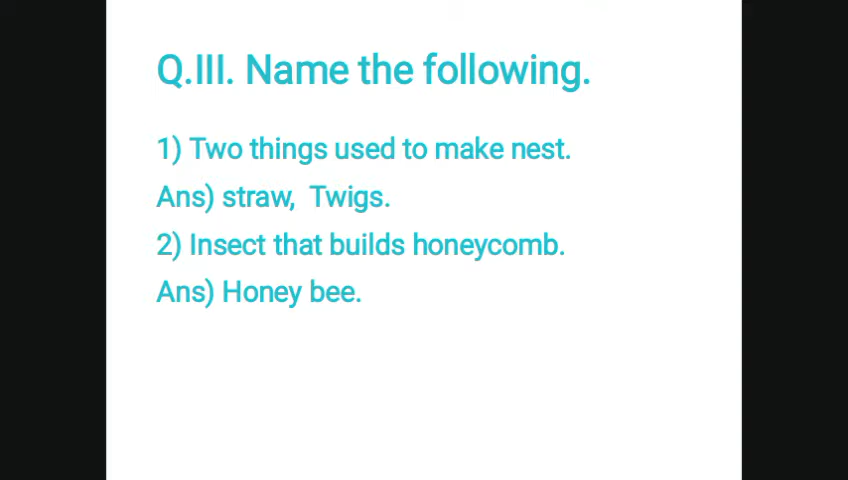 Q.III. Name the following.
1) Two things used to make nest.
Ans) straw,  Twigs.
2) Insect that builds honeycomb.
Ans) Honey bee.